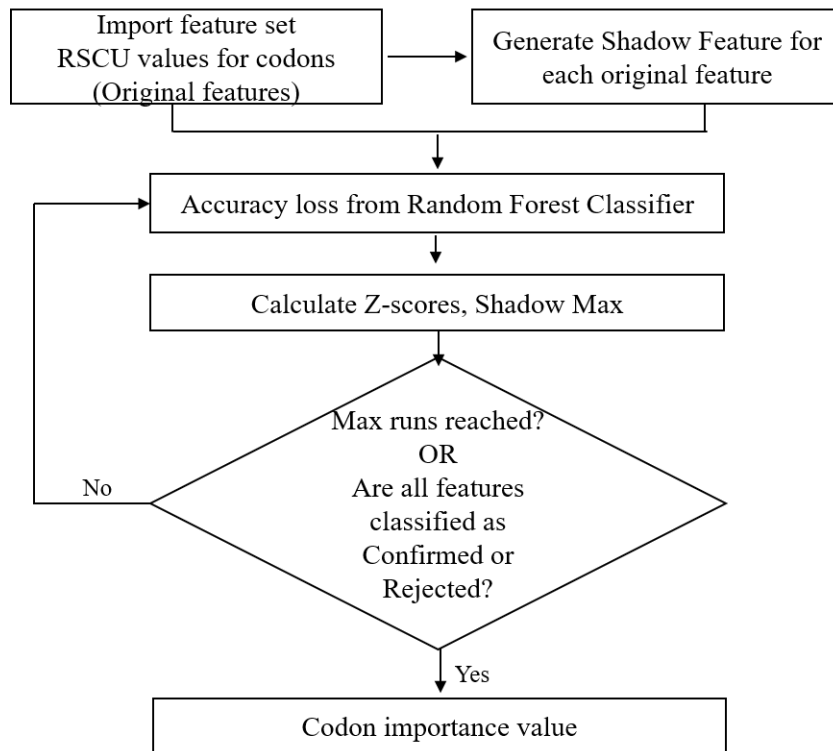 Import feature set
RSCU values for codons
(Original features)
Generate Shadow Feature for
each original feature
Accuracy loss from Random Forest Classifier
Calculate Z-scores, Shadow Max
Max runs reached?
OR
Are all features
classified as
Confirmed or
Rejected?
No
Yes
Codon importance value